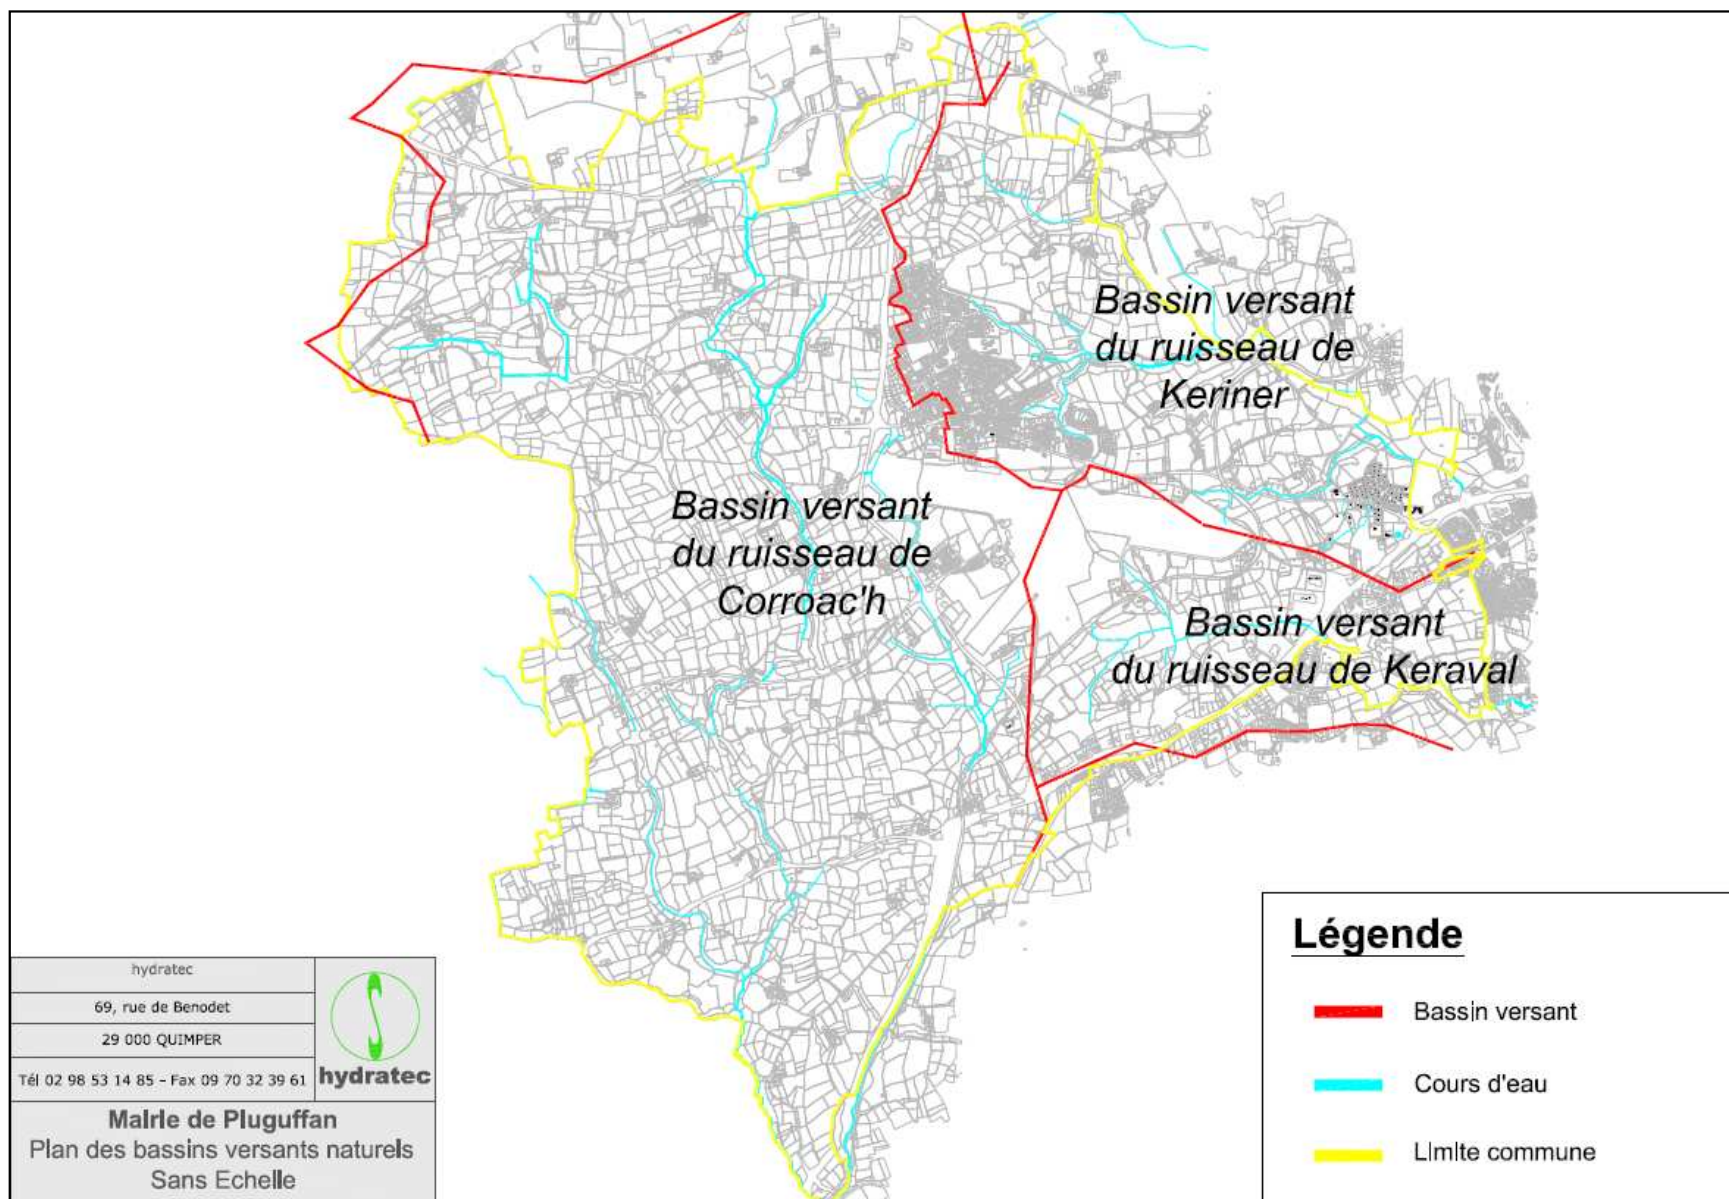 Bassin versant
du ruisseau de
Keriner
Bassin versant
du ruisseau de
Corroac'h
Bassin versant
du ruisseau de Keraval
hydratec
69, rue de Benodet
29 000 QUIMPER
Tél 02 98 53 14 85 - Fax 09 70 32 39 61
hydratec
Mairie de Pluguffan
Plan des bassins versants naturels
Sans Echelle
Légende
Bassin versant
Cours d'eau
Limite commune